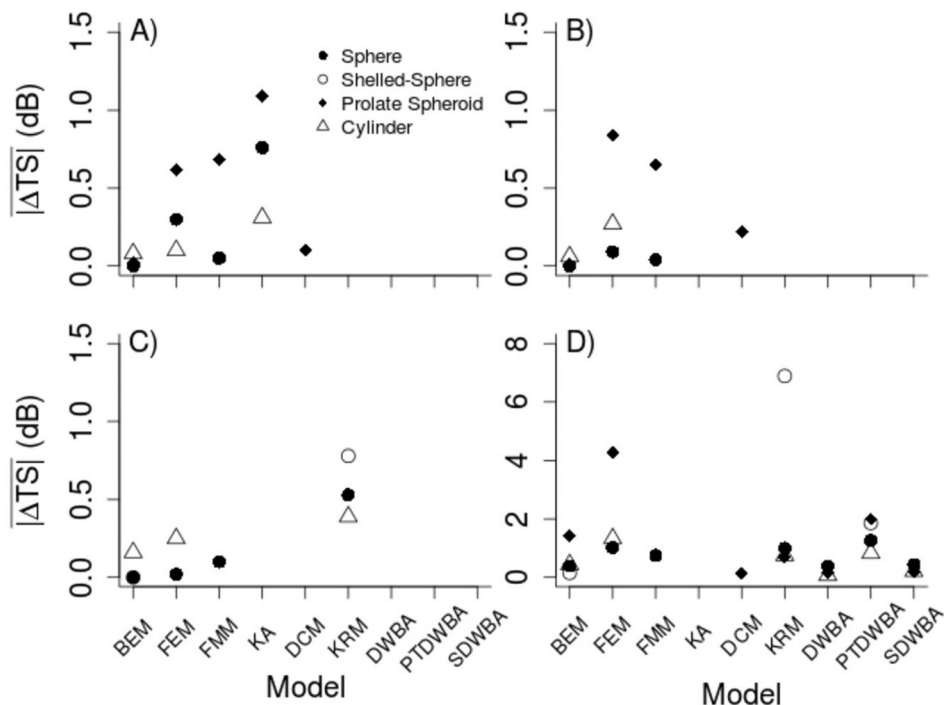 A)
|ΔTS| (dB)
0.0 0.5 1.0 1.5
Sphere
Shelled-Sphere
Prolate Spheroid
Cylinder
B)
0.0 0.5 1.0 1.5
C)
|ΔTS| (dB)
0.0 0.5 1.0 1.5
BEM FEM FMM KA DCM KRM DWBA PTDWBA SDWBA
Model
D)
0 2 4 6 8
BEM FEM FMM KA DCM KRM DWBA PTDWBA SDWBA
Model